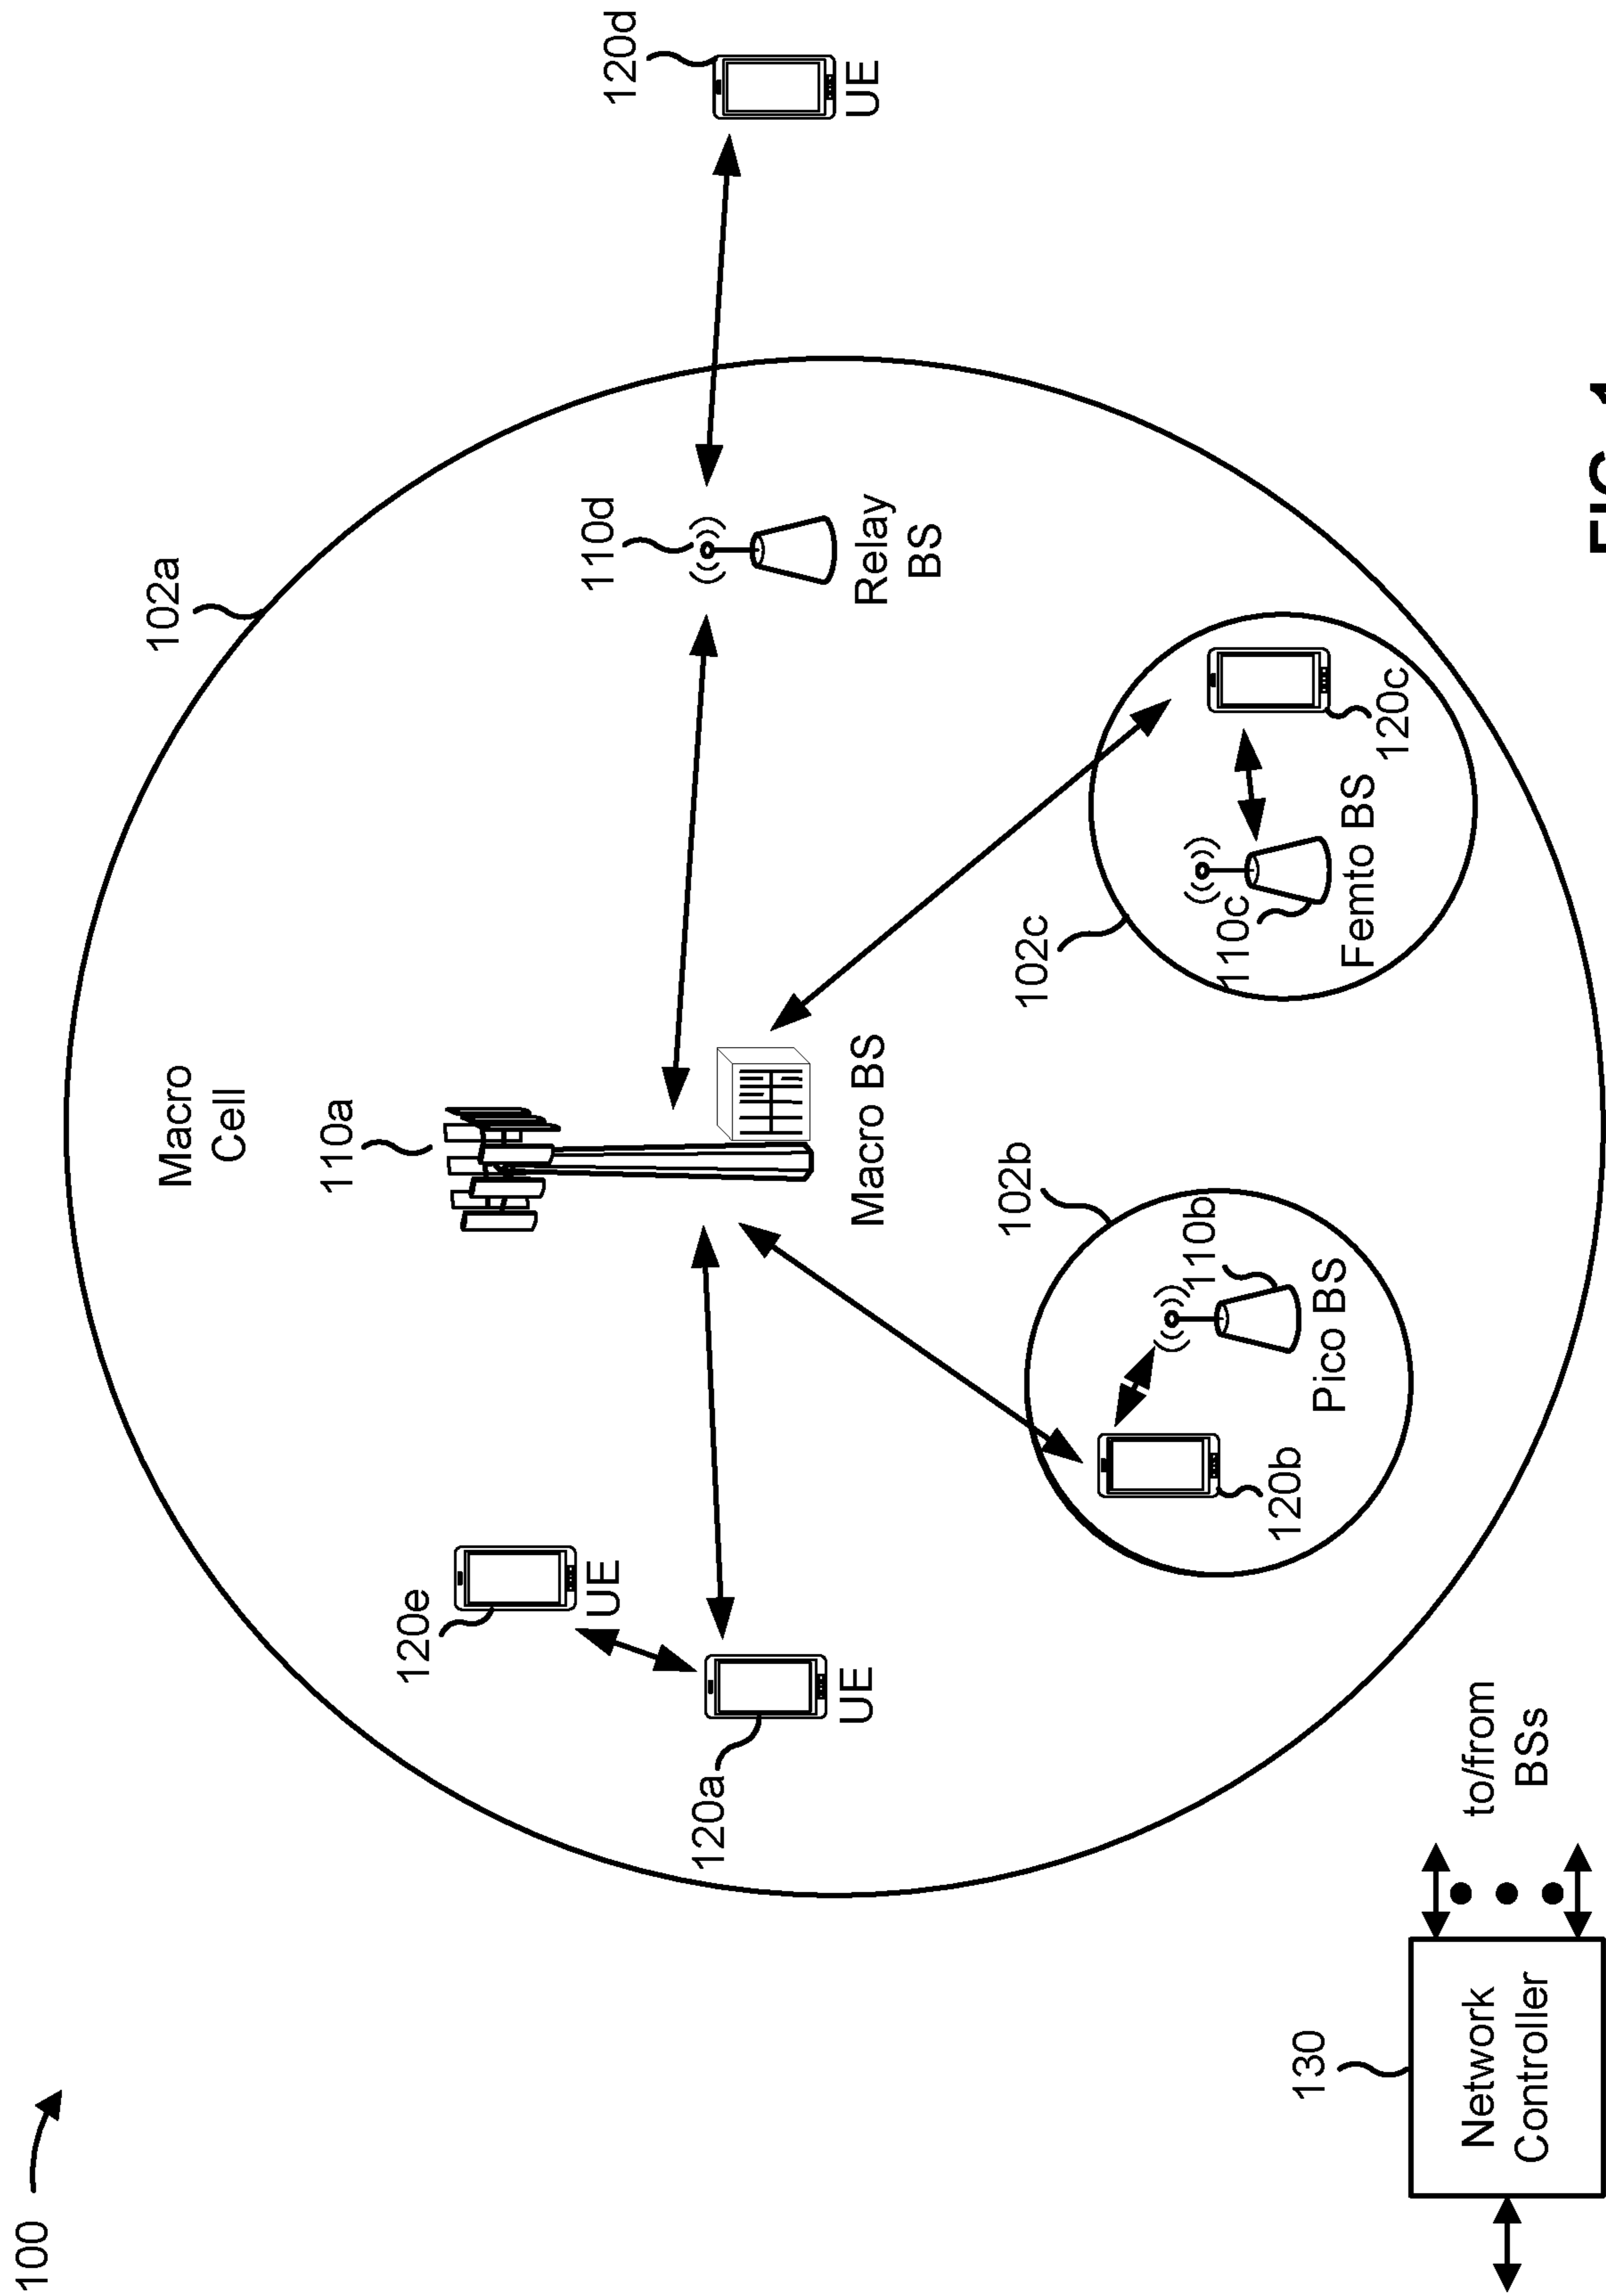 100
Macro
Cell
102a
110a
120e
UE
120a
UE
Macro BS
110d
Relay
BS
120d
UE
102b
110b
Pico BS
120b
102c
110c
Femto BS
120c
130
Network
Controller
to/from
BSs